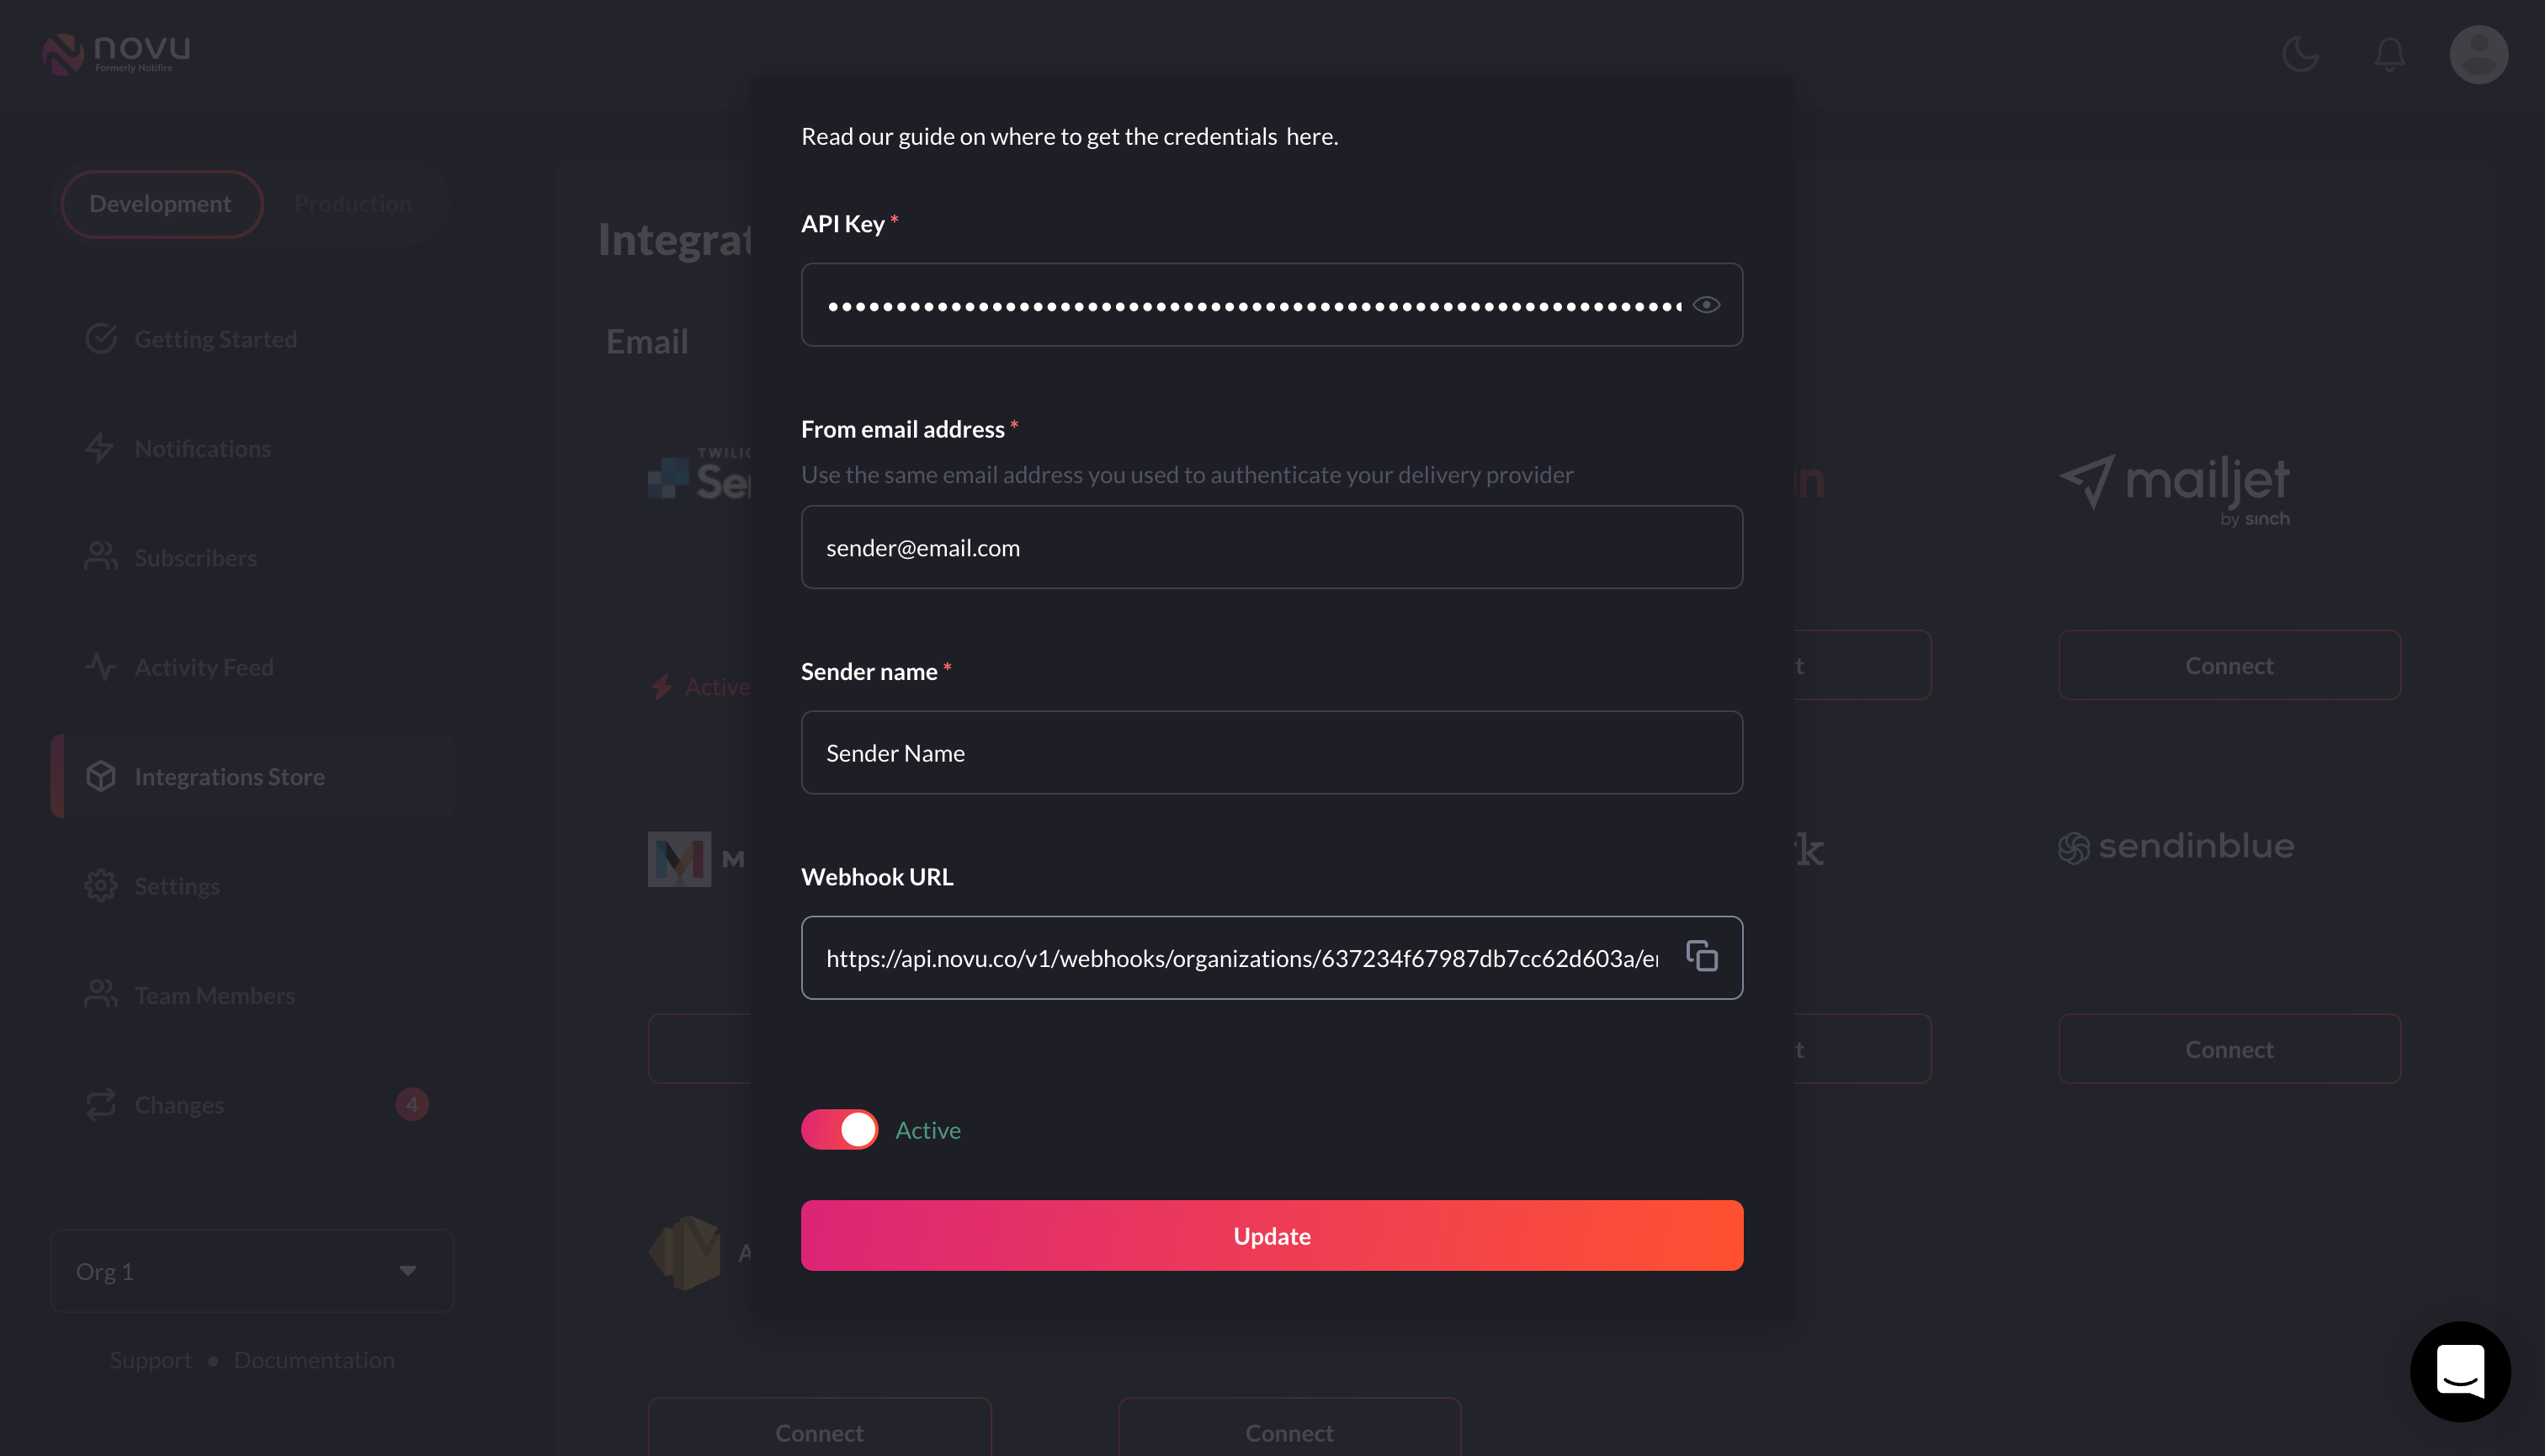 novu
Formerly Notifire
Read our guide on where to get the credentials here.
Development
Production
API Key *
Integrat
••••••••••••••••••••••••••••••••••••••••••••••••••••••••••••••
Getting Started
Email
From email address *
Notifications
Use the same email address you used to authenticate your delivery provider
TWILIO
Se
n
mailjet
by sinch
sender@email.com
Subscribers
Sender name *
Activity Feed
Active
t
Connect
Sender Name
Integrations Store
M
k
sendinblue
Webhook URL
Settings
https://api.novu.co/v1/webhooks/organizations/637234f67987db7cc62d603a/e
Team Members
t
Connect
Changes
4
Active
Update
A
Org 1
Support • Documentation
Connect
Connect